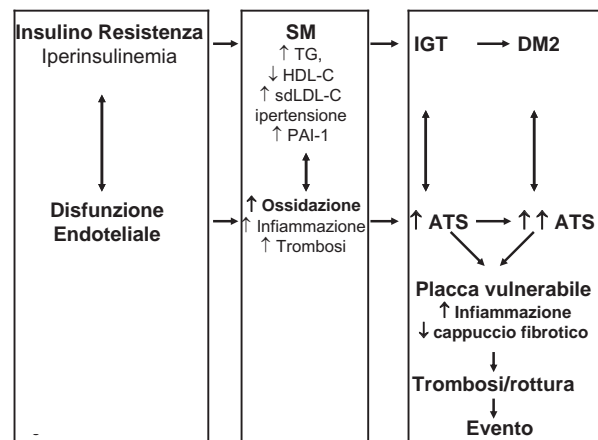 Insulino Resistenza
Iperinsulinemia
Disfunzione
Endoteliale
SM
↑ TG,
↓ HDL-C
↑ sdLDL-C
ipertensione
↑ PAI-1
↑ Ossidazione
↑ Infiammazione
↑ Trombosi
IGT
DM2
↑ ATS
↑ ↑ ATS
Placca vulnerabile
↑ Infiammazione
↓ cappuccio fibrotico
Trombosi/rottura
Evento